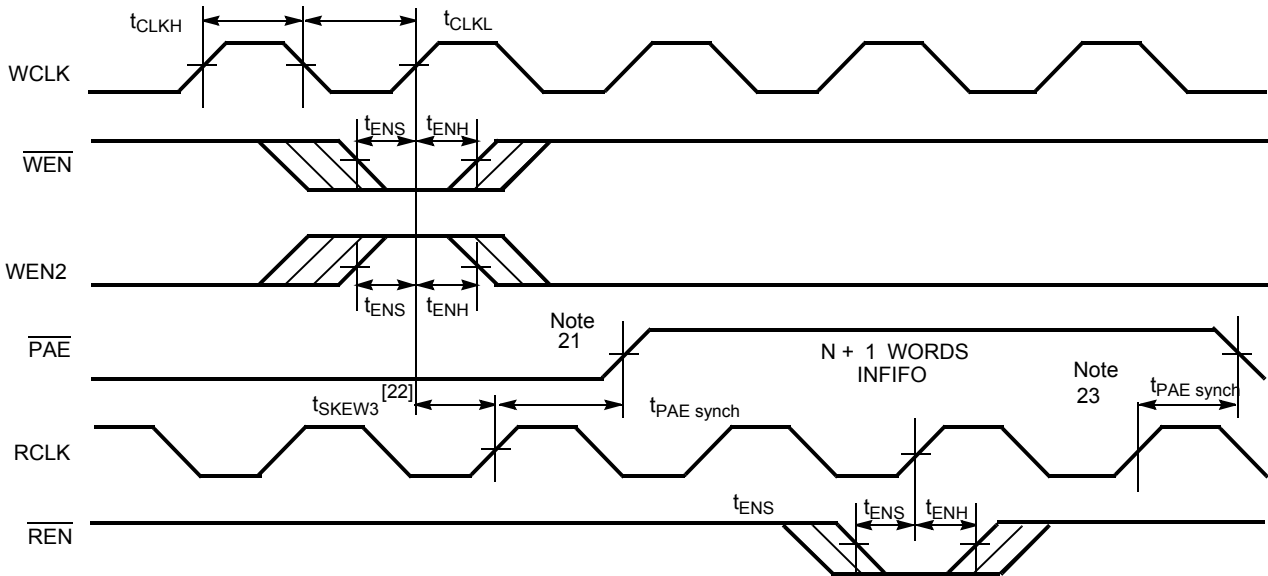 tCLKH
tCLKL
WCLK
tENS
tENH
WEN
WEN2
tENS
tENH
Note
21
PAE
N + 1 WORDS
INFIFO
Note
23
tSKEW3
[22]
tPAE synch
tPAE synch
RCLK
tENS
tENS
tENH
REN